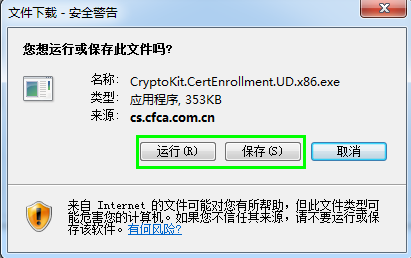 文件下载 - 安全警告
您想运行或保存此文件吗?
名称: CryptoKit.CertEnrollment.UD.x86.exe
类型: 应用程序, 353KB
来源: cs.cfca.com.cn
运行(R) 保存(S) 取消
来自 Internet 的文件可能对您有所帮助，但此文件类型可
能危害您的计算机。如果您不信任其来源，请不要运行或保
存该软件。有何风险?